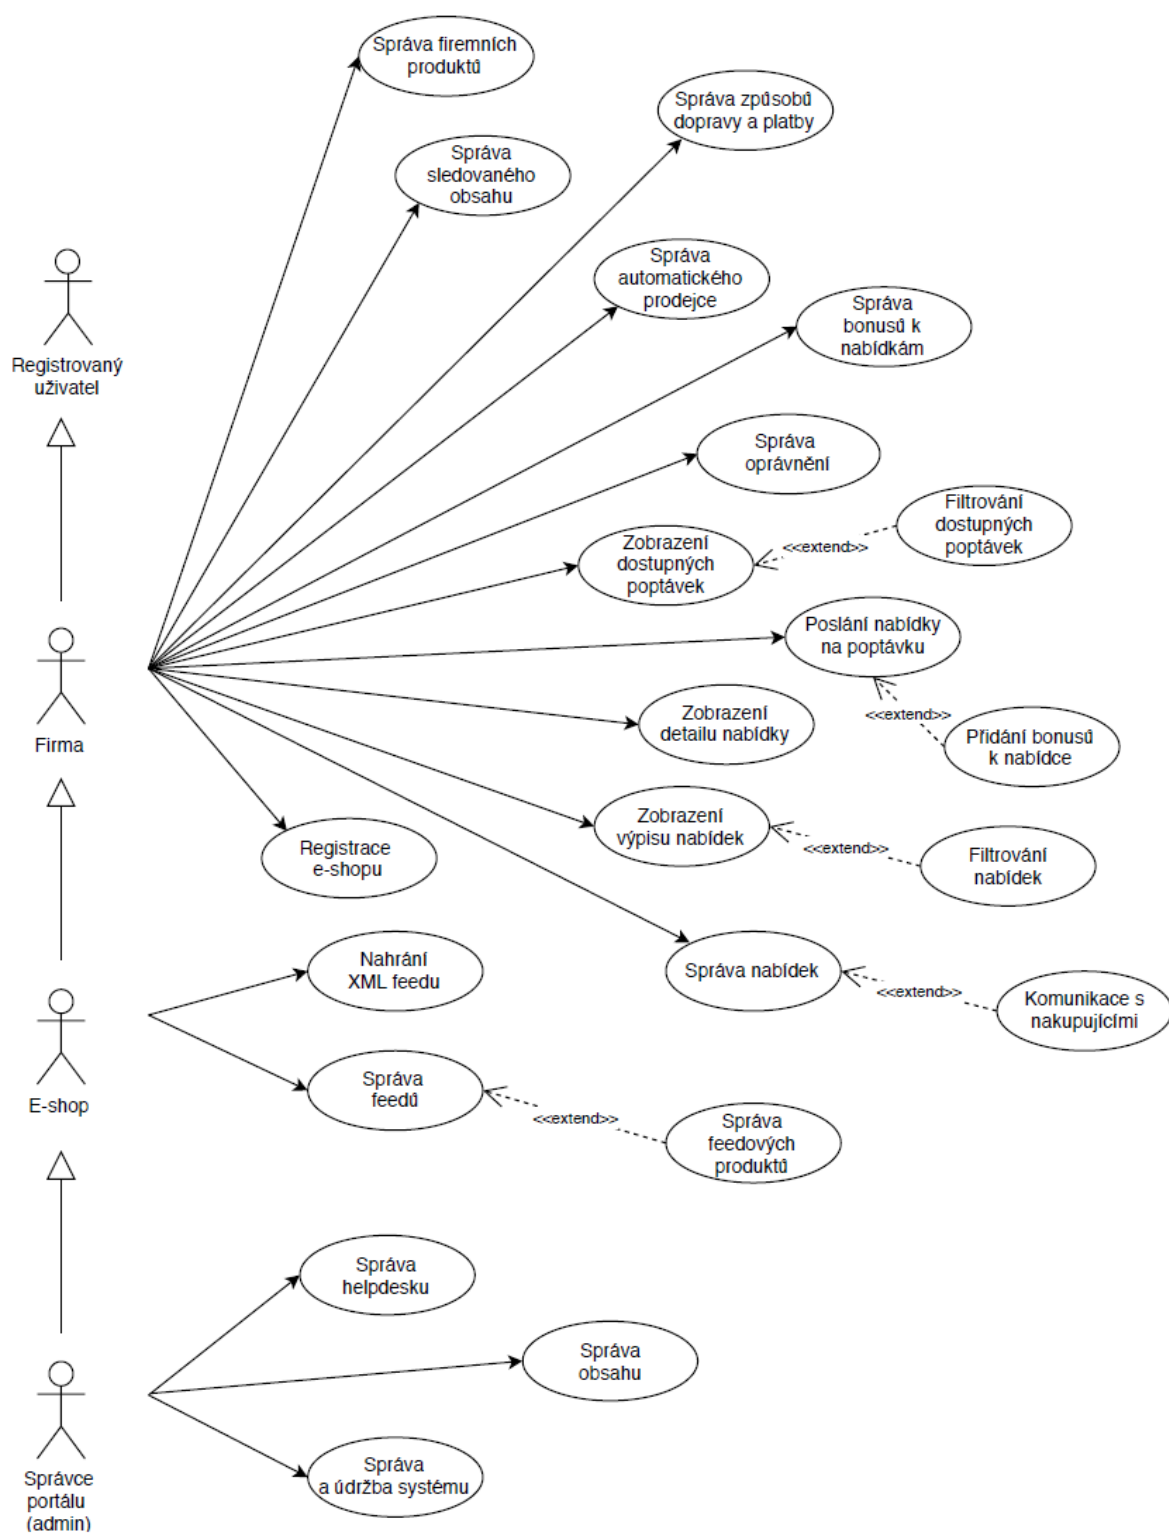 Správa firemních
produktů
Správa způsobů
dopravy a platby
Správa
sledovaného
obsahu
Správa
automatického
prodejce
Správa
bonusů k
nabídkám
Registrovaný
uživatel
Správa
oprávnění
Filtrování
dostupných
poptávek
<<extend>>
Zobrazení
dostupných
poptávek
Poslání nabídky
na poptávku
<<extend>>
Zobrazení
detailu nabídky
Přidání bonusů
k nabídce
Firma
Zobrazení
výpisu nabídek
<<extend>>
Filtrování
nabídek
Registrace
e-shopu
Nahrání
XML feedu
Správa nabídek
<<extend>>
Komunikace s
nakupujícími
E-shop
Správa
feedů
<<extend>>
Správa
feedových
produktů
Správa
helpdesku
Správa
obsahu
Správa
a údržba systému
Správce
portálu
(admin)